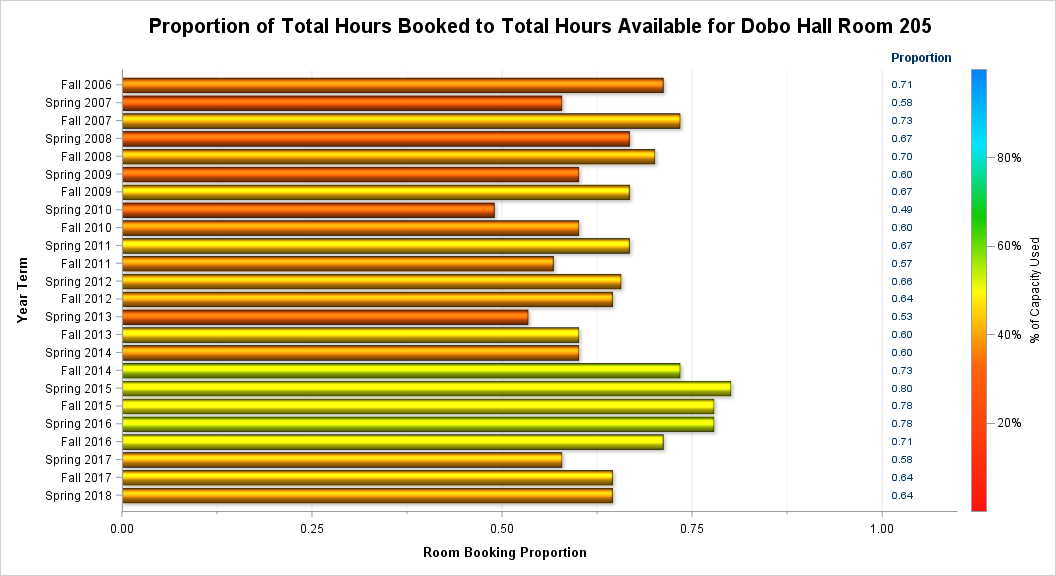 Proportion of Total Hours Booked to Total Hours Available for Dobo Hall Room 205
Proportion
Fall 2006 0.71
Spring 2007 0.58
Fall 2007 0.73
Spring 2008 0.67
Fall 2008 0.70
Spring 2009 0.60
Fall 2009 0.67
Spring 2010 0.49
Fall 2010 0.60
Spring 2011 0.67
Fall 2011 0.57
Spring 2012 0.66
Fall 2012 0.64
Spring 2013 0.53
Fall 2013 0.60
Spring 2014 0.60
Fall 2014 0.73
Spring 2015 0.80
Fall 2015 0.78
Spring 2016 0.78
Fall 2016 0.71
Spring 2017 0.58
Fall 2017 0.64
Spring 2018 0.64
Year Term
80%
60%
40%
20%
% of Capacity Used
0.00 0.25 0.50 0.75 1.00
Room Booking Proportion